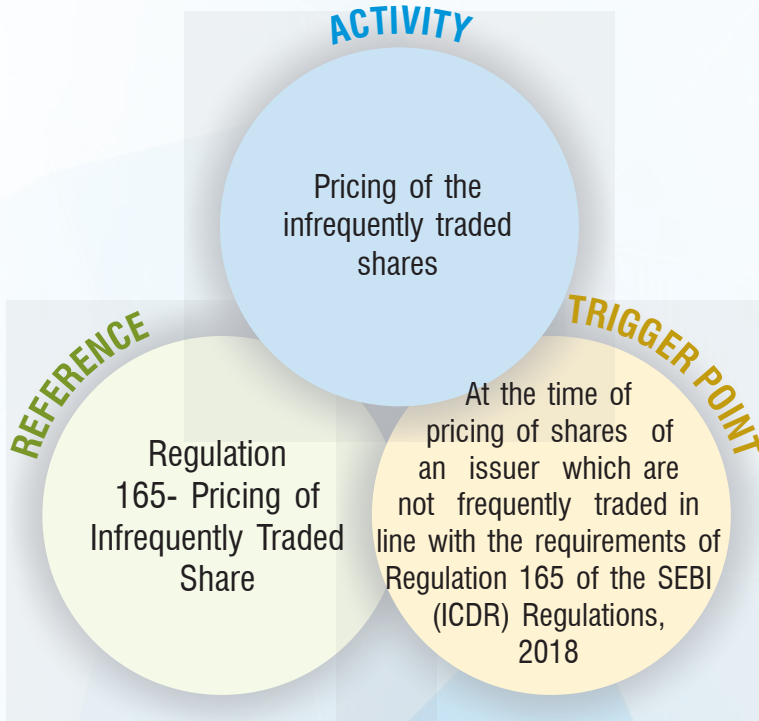 ACTIVITY
Pricing of the
infrequently traded
shares
REFERENCE
Regulation
165- Pricing of
Infrequently Traded
Share
TRIGGER POINT
At the time of
pricing of shares of
an issuer which are
not frequently traded in
line with the requirements of
Regulation 165 of the SEBI
(ICDR) Regulations,
2018